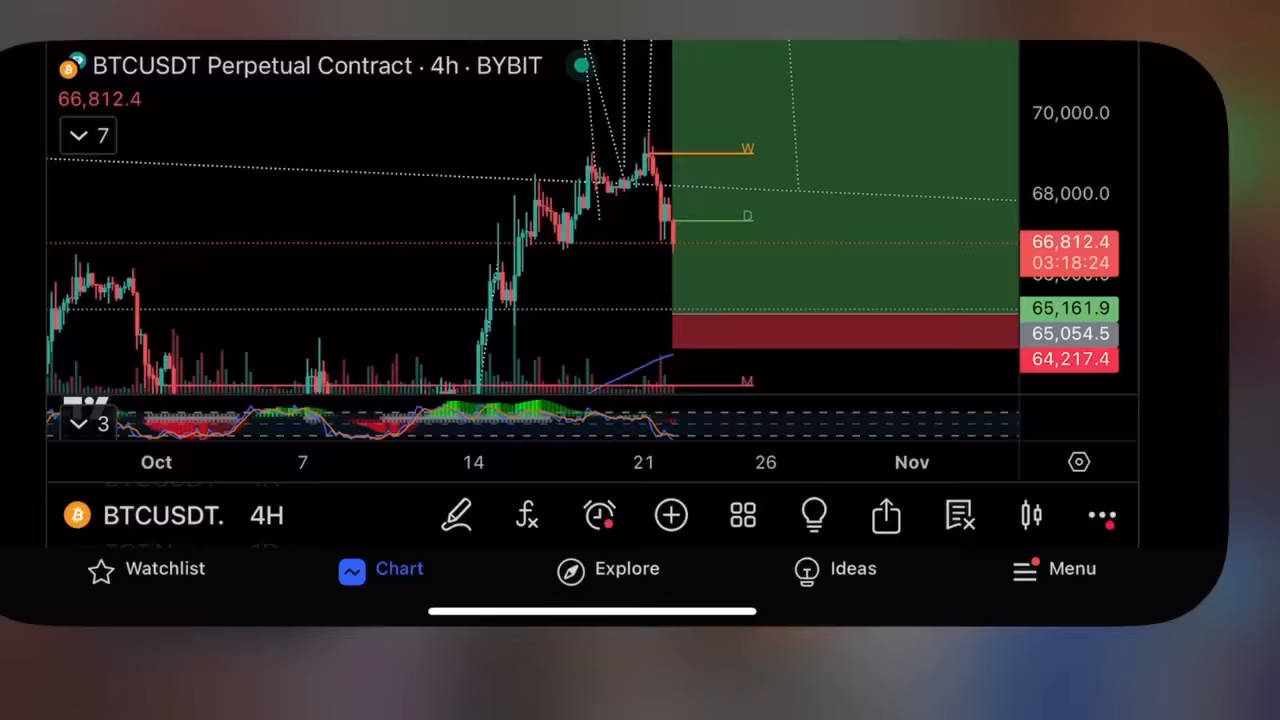 BTCUSDT Perpetual Contract · 4h · BYBIT
66,812.4
7
W
D
M
70,000.0
68,000.0
66,812.4
03:18:24
65,161.9
65,054.5
64,217.4
3
Oct 7 14 21 26 Nov
BTCUSDT. 4H
Watchlist Chart Explore Ideas Menu